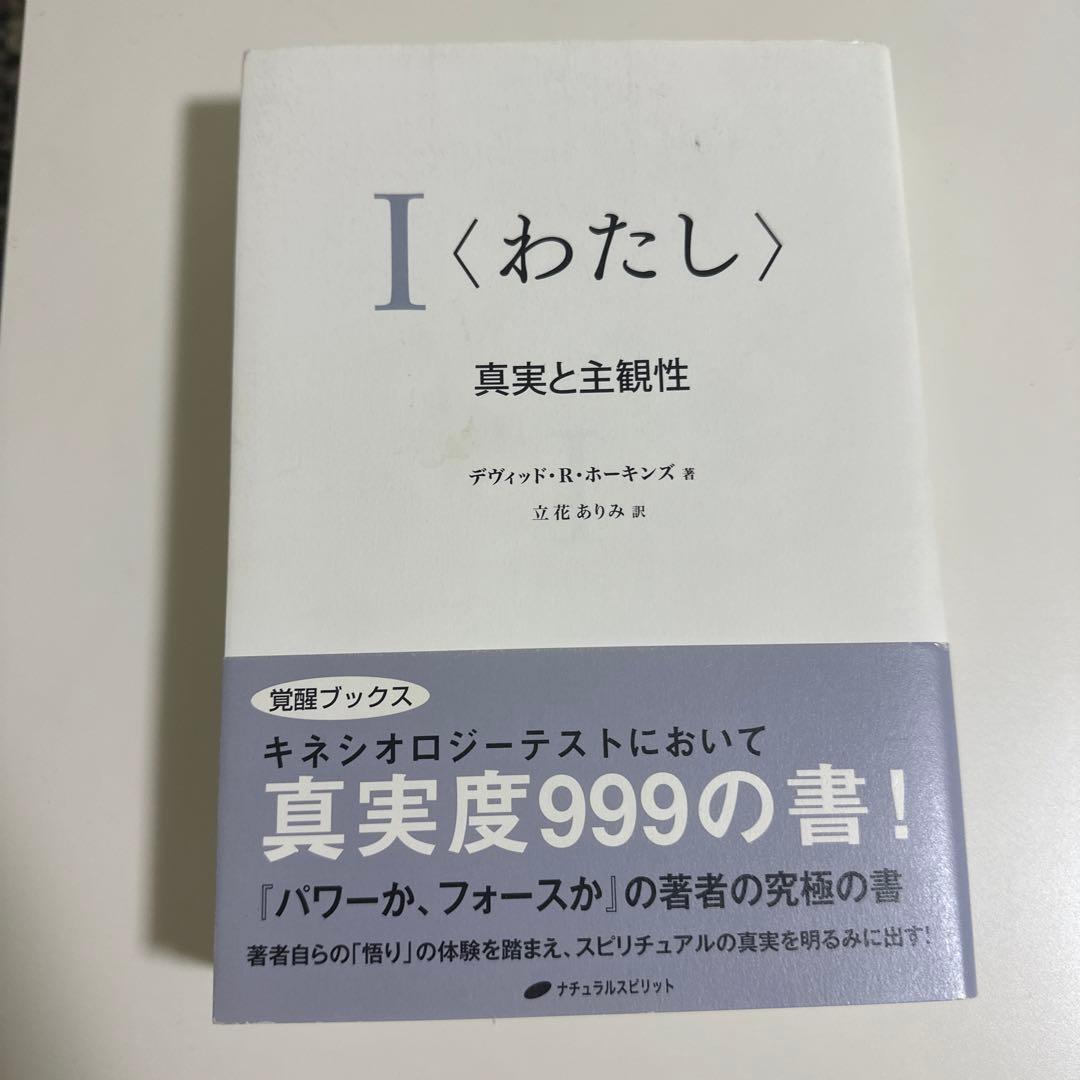 I〈わたし〉
真実と主観性
デヴィッド・R・ホーキンズ 著
立花ありみ 訳
覚醒ブックス
キネシオロジーテストにおいて
真実度999の書!
『パワーか、フォースか』の著者の究極の書
著者自らの「悟り」の体験を踏まえ、スピリチュアルの真実を明るみに出す!
ナチュラルスピリット